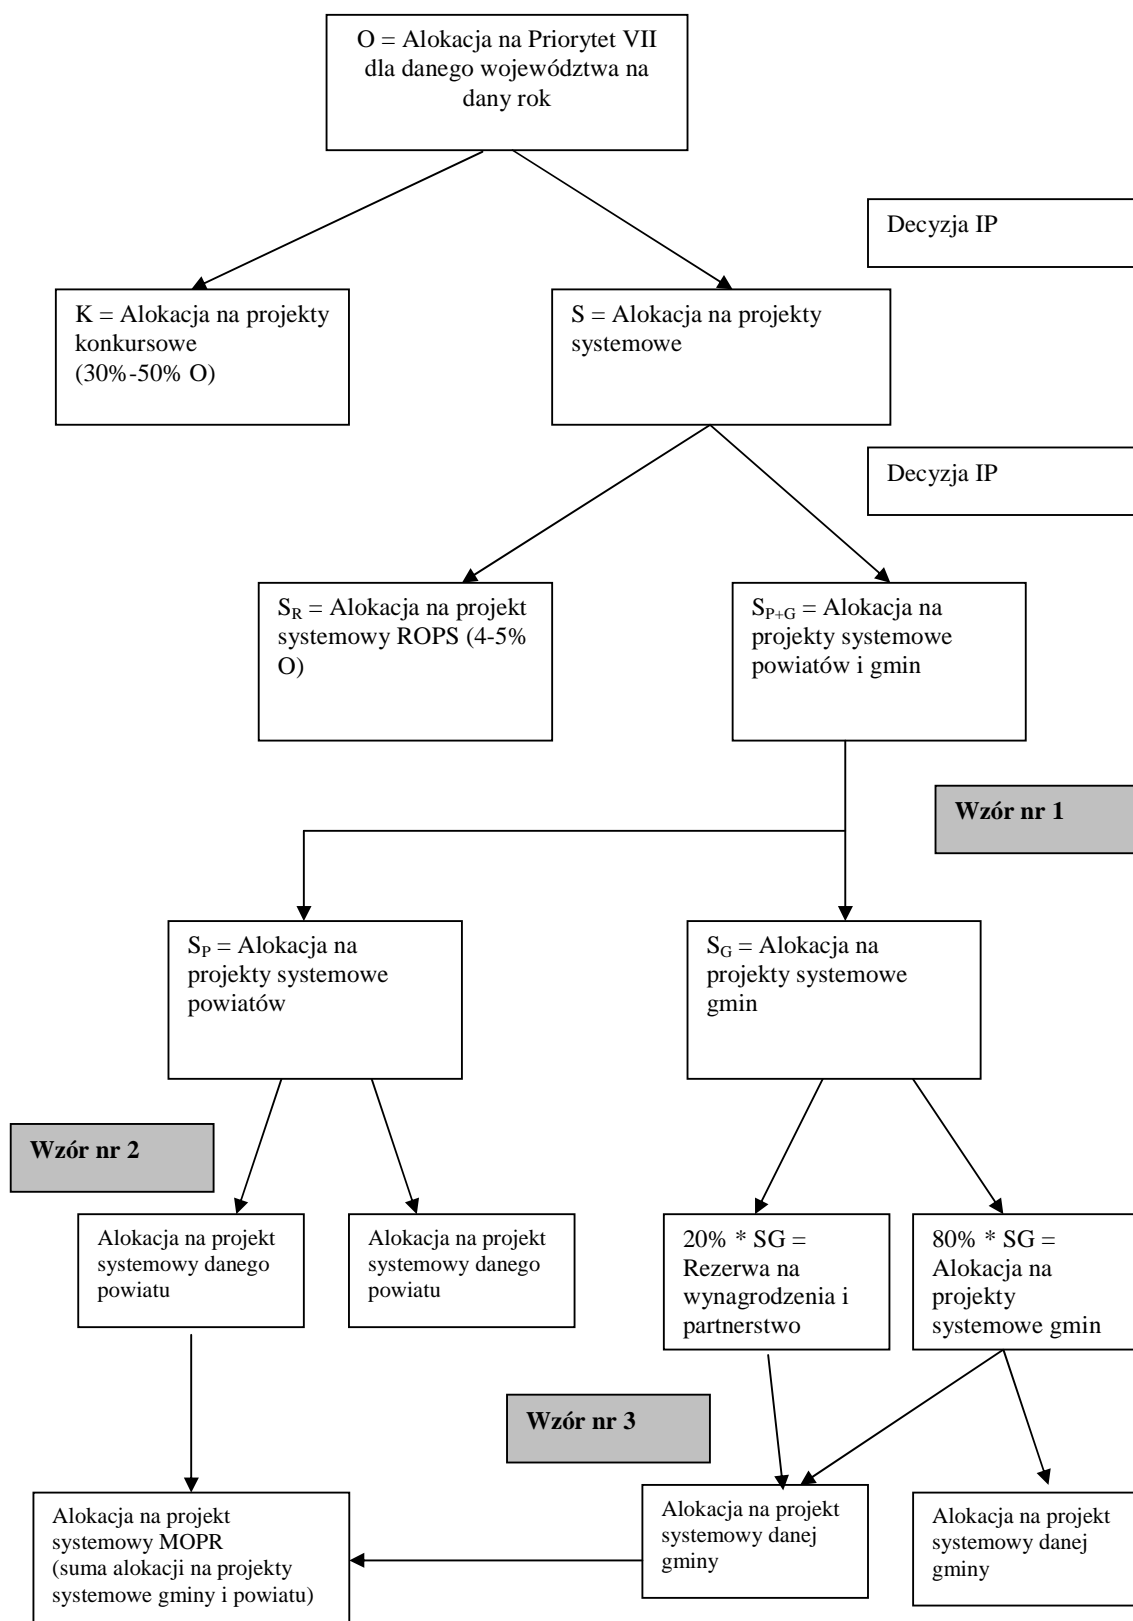 O = Alokacja na Priorytet VII
dla danego województwa na
dany rok
Decyzja IP
K = Alokacja na projekty
konkursowe
(30%-50% O)
S = Alokacja na projekty
systemowe
Decyzja IP
S_R = Alokacja na projekt
systemowy ROPS (4-5%
O)
S_P+G = Alokacja na
projekty systemowe
powiatów i gmin
Wzór nr 1
S_P = Alokacja na
projekty systemowe
powiatów
S_G = Alokacja na
projekty systemowe
gmin
Wzór nr 2
Alokacja na projekt
systemowy danego
powiatu
Alokacja na projekt
systemowy danego
powiatu
20% * SG =
Rezerwa na
wynagrodzenia i
partnerstwo
80% * SG =
Alokacja na
projekty
systemowe gmin
Wzór nr 3
Alokacja na projekt
systemowy MOPR
(suma alokacji na projekty
systemowe gminy i powiatu)
Alokacja na projekt
systemowy danej
gminy
Alokacja na projekt
systemowy danej
gminy